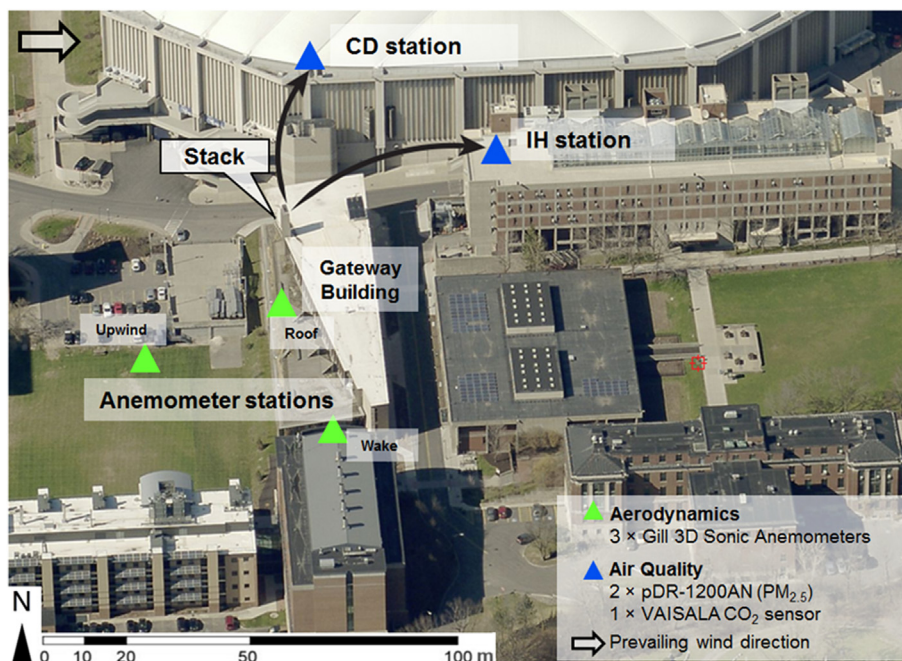 CD station
IH station
Stack
Gateway
Building
Upwind
Roof
Anemometer stations
Wake
Aerodynamics
3 × Gill 3D Sonic Anemometers
Air Quality
2 × pDR-1200AN (PM2.5)
1 × VAISALA CO2 sensor
Prevailing wind direction
N
0 10 20 50 100 m